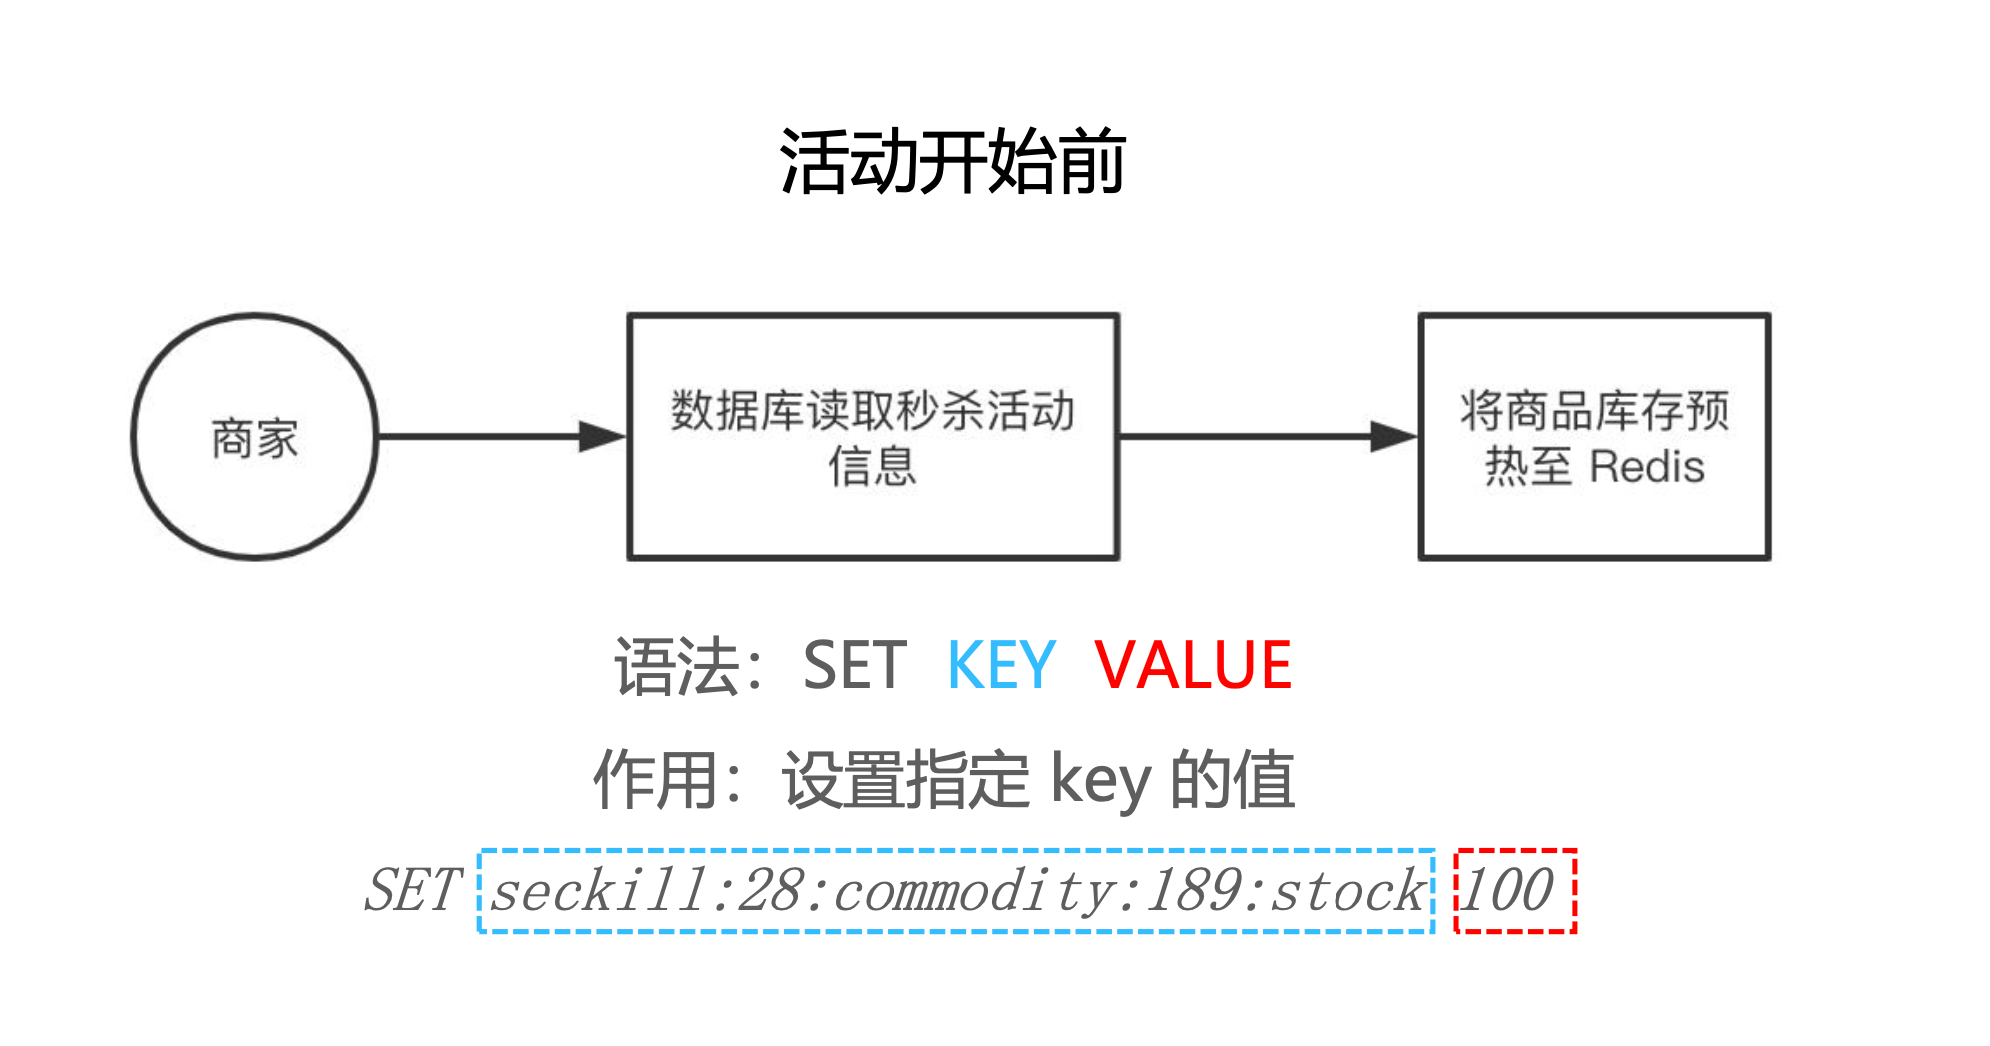 活动开始前
商家
数据库读取秒杀活动
信息
将商品库存预
热至 Redis
语法：SET KEY VALUE
作用：设置指定 key 的值
SET seckill:28:commodity:189:stock 100